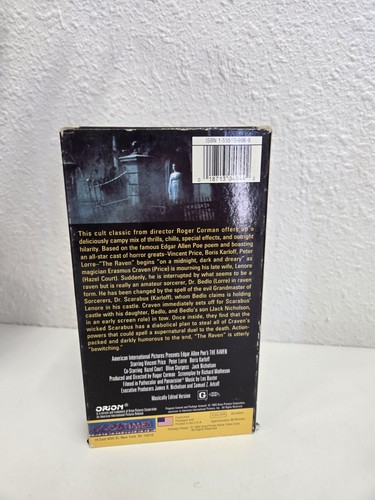 This cult classic from director Roger Corman offers up a
deliciously campy mix of thrills, chills, special effects, and outright
hilarity. Based on the famous Edgar Allen Poe poem and boasting
an all-star cast of horror greats-Vincent Price, Boris Karloff, Peter
Lorre-"The Raven" begins "on a midnight, dark and dreary" as
magician Erasmus Craven (Price) is mourning his late wife, Lenore
(Hazel Court). Suddenly, he is interrupted by what seems to be a
raven but is really an amateur sorcerer, Dr. Bedlo (Lorre) in raven
form. He has been changed by the spell of the evil Grandmaster of
Sorcerers, Dr. Scarabus (Karloff), whom Bedlo claims is holding
Lenore in his castle. Craven immediately sets off for Scarabus'
castle with his daughter, Bedlo, and Bedlo's son (Jack Nicholson,
in an early screen role) in tow. Once inside, they find that the
wicked Scarabus has a diabolical plan to steal all of Craven's
powers that could spell a supernatural duel to the death. Action-
packed and darkly humorous to the end, "The Raven" is utterly
"bewitching."
American International Pictures Presents Edgar Allan Poe's THE RAVEN
Starring Vincent Price Peter Lorre Boris Karloff
Co-Starring Hazel Court Olive Sturgess Jack Nicholson
Produced and Directed by Roger Corman Screenplay by Richard Matheson
Filmed in Pathecolor and Panavision Music by Les Baxter
Executive Producers James H. Nicholson and Samuel Z. Arkoff
Musically Edited Version
ORION
G